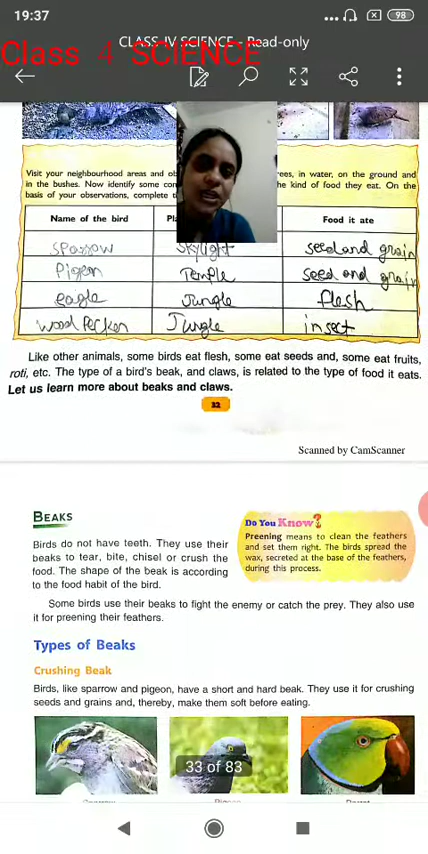 19:37
98
CLASS-IV SCIENCE - Read-only
Class 4 SCIENCE
Visit your neighbourhood areas and ees, in water, on the ground and
in the bushes. Now identify some he kind of food they eat. On the
basis of your observations, complete
Name of the bird Food it ate
Sparrow Skylight seed and grain
Pigeon Temple seed and grain
eagle Jungle flesh
wood Pecker Jungle insect
Like other animals, some birds eat flesh, some eat seeds and, some eat fruits,
roti, etc. The type of a bird's beak, and claws, is related to the type of food it eats.
Let us learn more about beaks and claws.
32
Scanned by CamScanner
BEAKS
Birds do not have teeth. They use their
beaks to tear, bite, chisel or crush the
food. The shape of the beak is according
to the food habit of the bird.
Do You Know?
Preening means to clean the feathers
and set them right. The birds spread the
wax, secreted at the base of the feathers,
during this process.
Some birds use their beaks to fight the enemy or catch the prey. They also use
it for preening their feathers.
Types of Beaks
Crushing Beak
Birds, like sparrow and pigeon, have a short and hard beak. They use it for crushing
seeds and grains and, thereby, make them soft before eating.
33 of 83